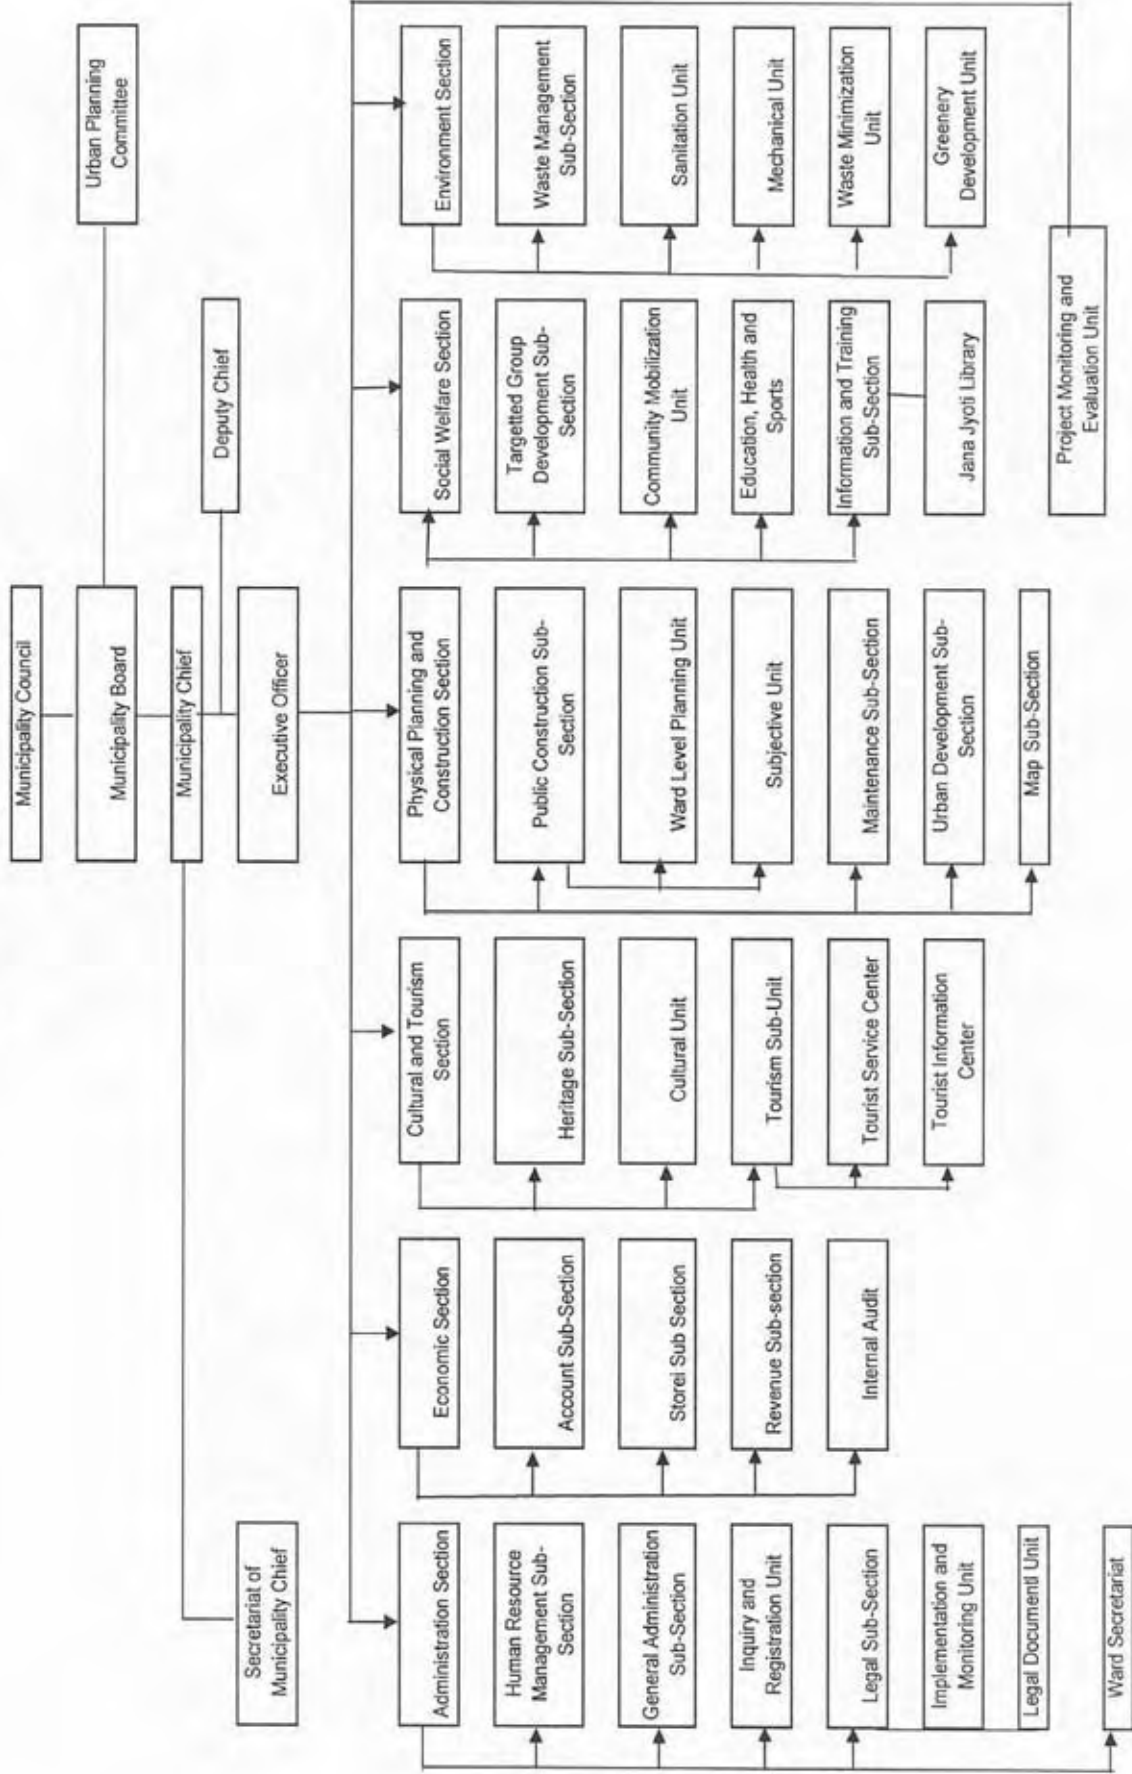 Municipality Council
Urban Planning
Committee
Municipality Board
Municipality Chief
Deputy Chief
Secretariat of
Municipality Chief
Executive Officer
Administration Section
Human Resource
Management Sub-
Section
General Administration
Sub-Section
Inquiry and
Registration Unit
Legal Sub-Section
Implementation and
Monitoring Unit
Legal Documentl Unit
Ward Secretariat
Economic Section
Account Sub-Section
Storei Sub Section
Revenue Sub-section
Internal Audit
Cultural and Tourism
Section
Heritage Sub-Section
Cultural Unit
Tourism Sub-Unit
Tourist Service Center
Tourist Information
Center
Physical Planning and
Construction Section
Public Construction Sub-
Section
Ward Level Planning Unit
Subjective Unit
Maintenance Sub-Section
Urban Development Sub-
Section
Map Sub-Section
Social Welfare Section
Targetted Group
Development Sub-
Section
Community Mobilization
Unit
Education, Health and
Sports
Information and Training
Sub-Section
Jana Jyoti Library
Environment Section
Waste Management
Sub-Section
Sanitation Unit
Mechanical Unit
Waste Minimization
Unit
Greenery
Development Unit
Project Monitoring and
Evaluation Unit